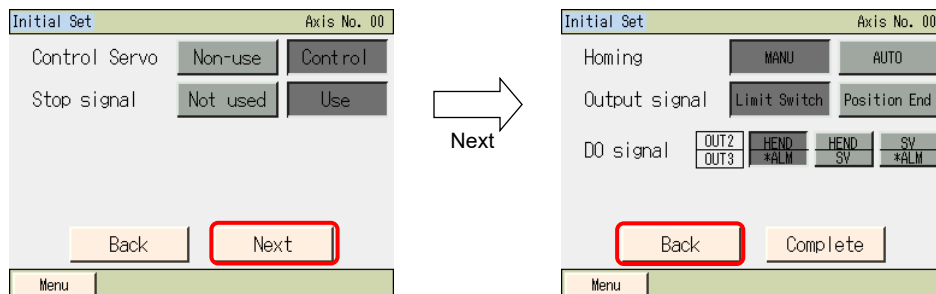 Initial Set Axis No. 00
Control Servo Non-use Control
Stop signal Not used Use
Back Next
Menu
Next
Initial Set Axis No. 00
Homing MANU AUTO
Output signal Limit Switch Position End
DO signal OUT2 HEND HEND SV
OUT3 *ALM SV *ALM
Back Complete
Menu